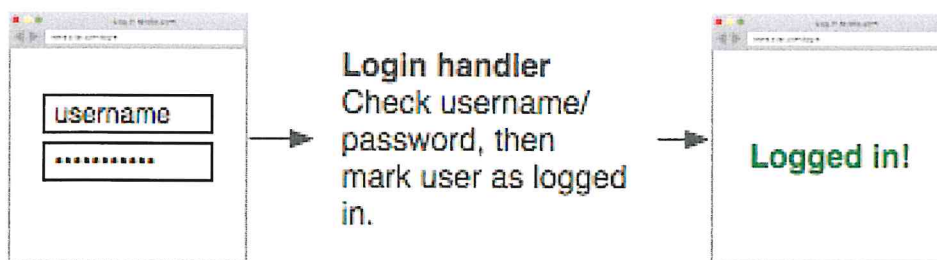 username
***********
Login handler
Check username/
password, then
mark user as logged
in.
Logged in!